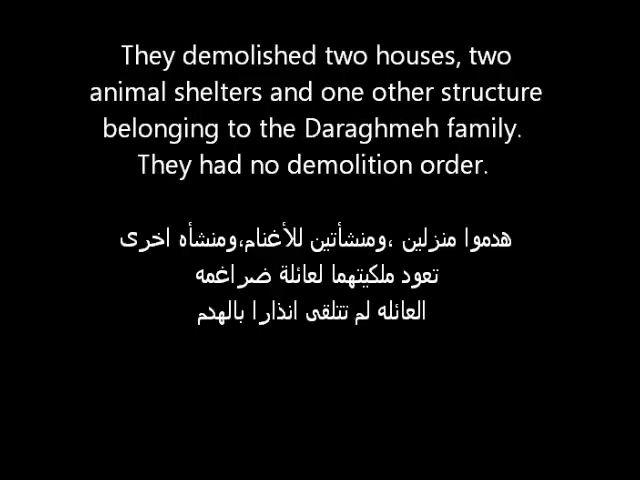 They demolished two houses, two
animal shelters and one other structure
belonging to the Daraghmeh family.
They had no demolition order.
هدموا منزلين ،ومنشأتين للأغنام،ومنشأه اخرى
تعود ملكيتهما لعائلة ضراغمه
العائله لم تتلقى انذارا بالهدم